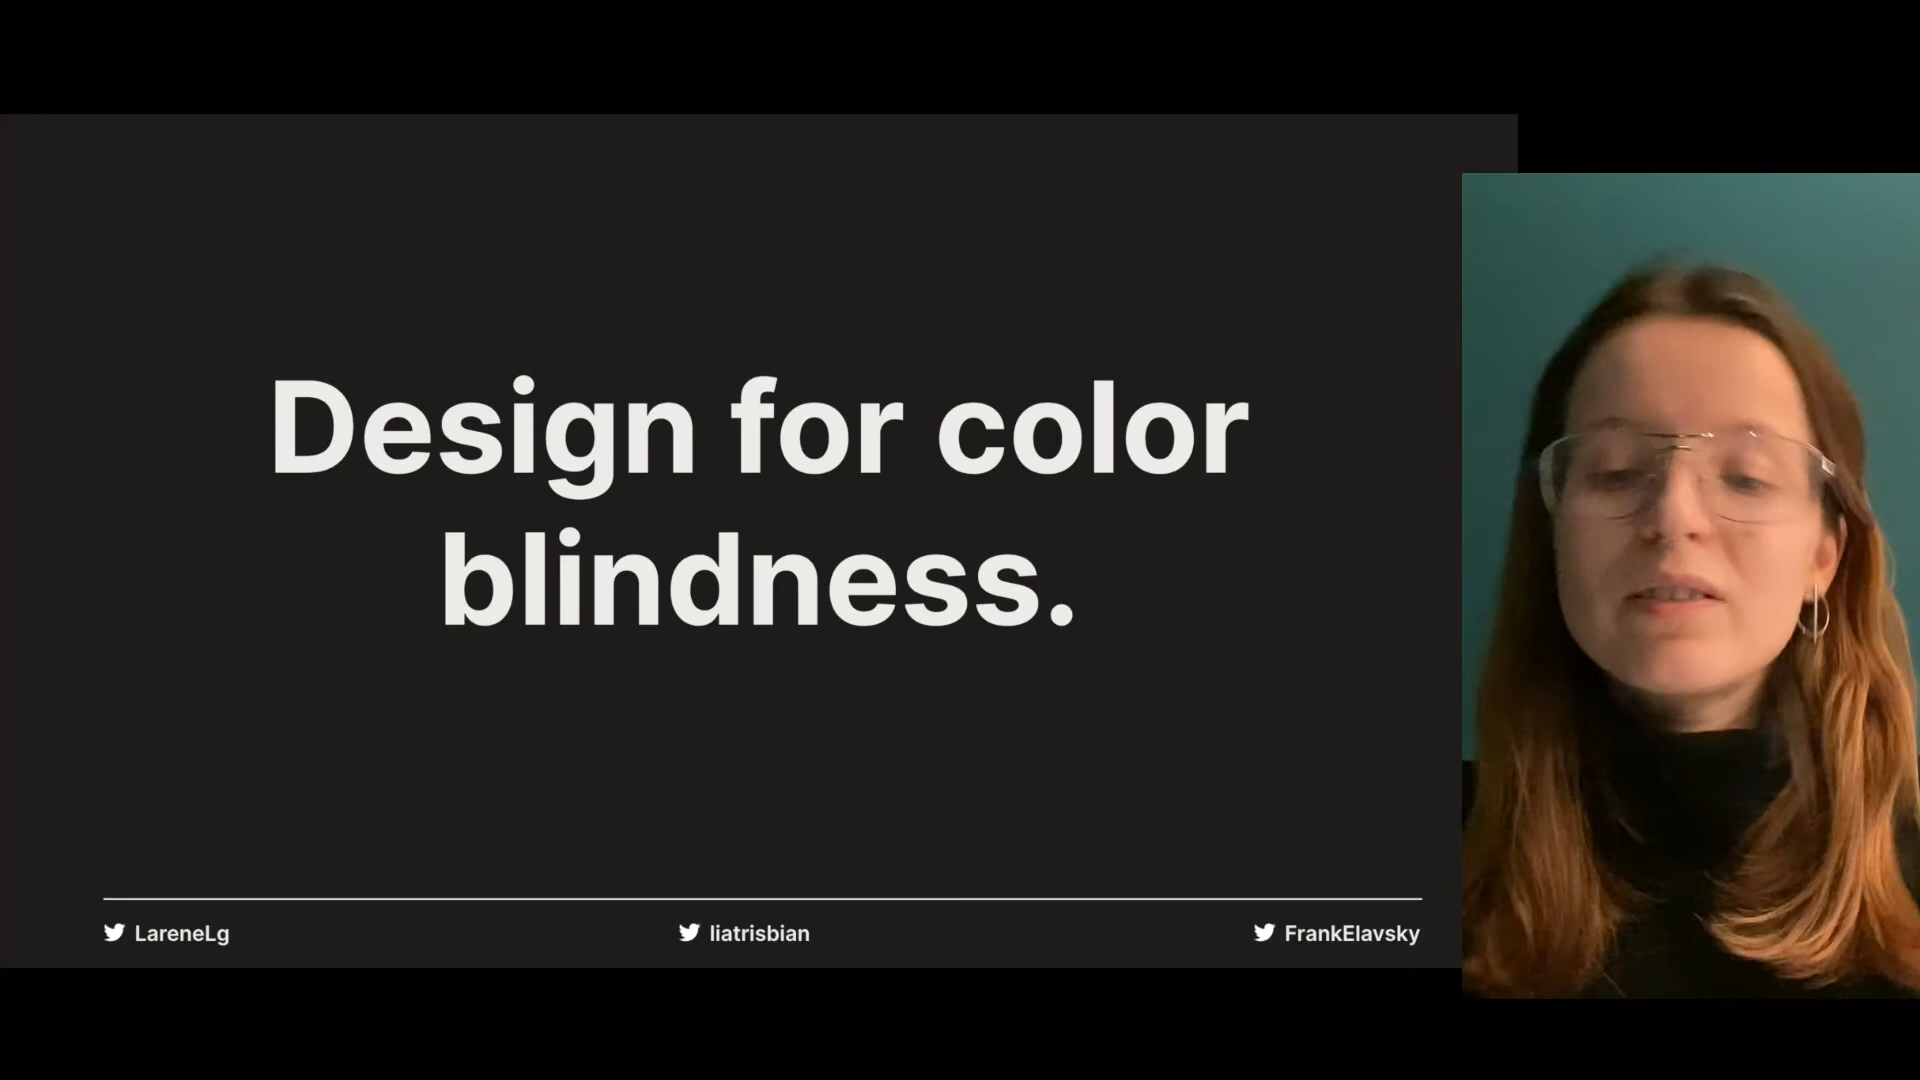 Design for color
blindness.
LareneLg
liatrisbian
FrankElavsky